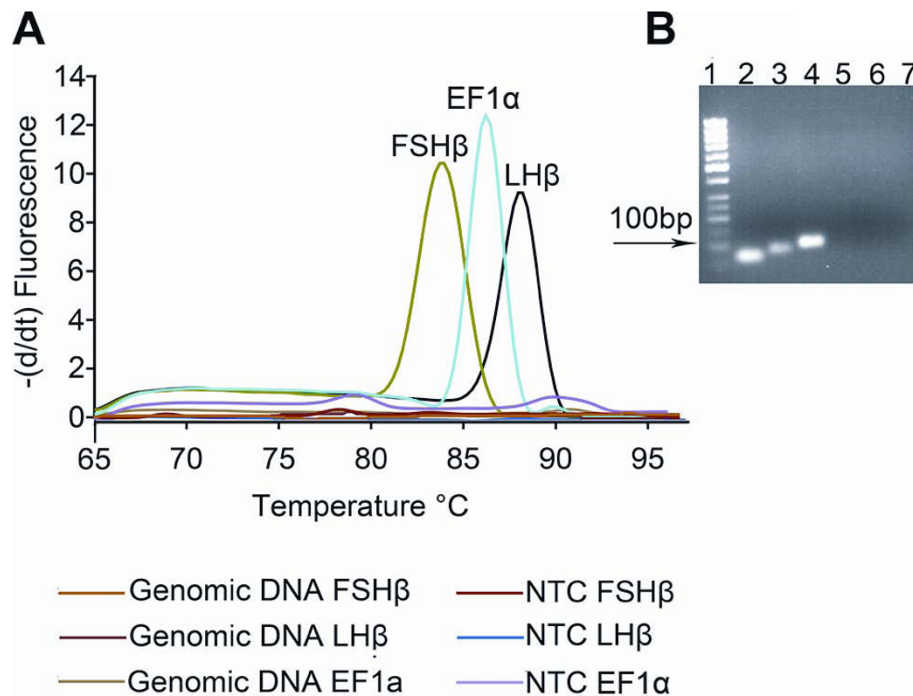 A
B
14
12
10
8
6
4
2
0
-(d/dt) Fluorescence
FSHβ
EF1α
LHβ
65 70 75 80 85 90 95
Temperature °C
1 2 3 4 5 6 7
100bp
Genomic DNA FSHβ
Genomic DNA LHβ
Genomic DNA EF1a
NTC FSHβ
NTC LHβ
NTC EF1α